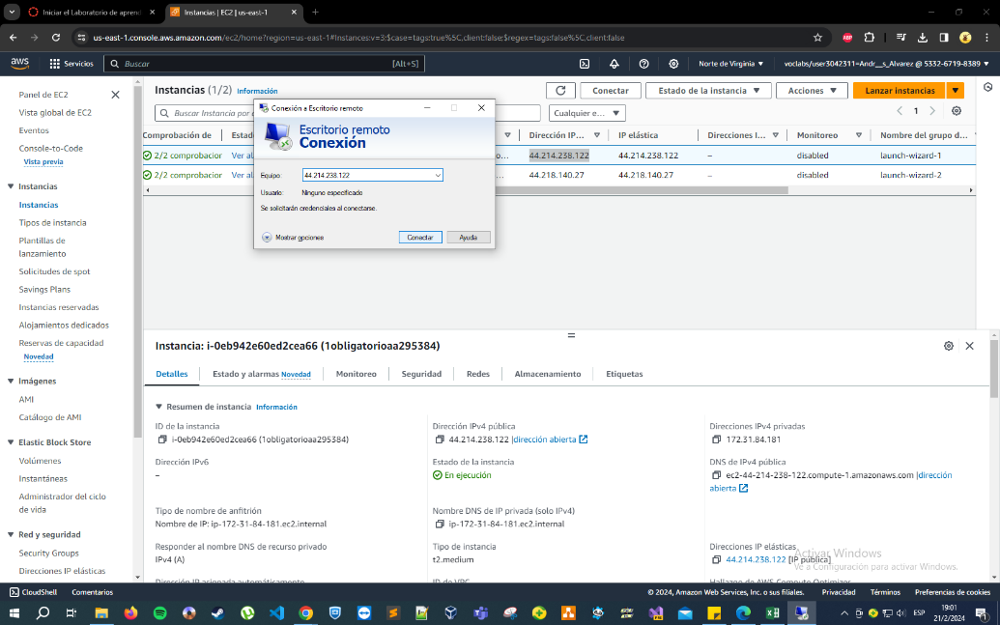 Iniciar el Laboratorio de apren
Instancias | EC2 | us-east-1
us-east-1.console.aws.amazon.com/ec2/home?region=us-east-1#Instances:v=3;$case=tags:true%5C,client:false;$regex=tags:false%5C,client:false
aws
Servicios
Buscar
[Alt+S]
Norte de Virginia
voclabs/user3042311=Andr__s_Alvarez @ 5332-6719-8389
Panel de EC2
Vista global de EC2
Eventos
Console-to-Code
Vista previa
Instancias
Instancias
Tipos de instancia
Plantillas de
lanzamiento
Solicitudes de spot
Savings Plans
Instancias reservadas
Alojamientos dedicados
Reservas de capacidad
Novedad
Imágenes
AMI
Catálogo de AMI
Elastic Block Store
Volúmenes
Instantáneas
Administrador del ciclo
de vida
Red y seguridad
Security Groups
Direcciones IP elásticas
Instancias (1/2) Información
Conectar
Estado de la instancia
Acciones
Lanzar instancias
Buscar Instancia por
Cualquier e...
1
Comprobación de
Estad
Dirección IP...
IP elástica
Direcciones I...
Monitoreo
Nombre del grupo d...
2/2 comprobacior Ver al o... 44.214.238.122 44.214.238.122 – disabled launch-wizard-1
2/2 comprobacior Ver al ... 44.218.140.27 44.218.140.27 – disabled launch-wizard-2
Conexión a Escritorio remoto
Escritorio remoto
Conexión
Equipo: 44.214.238.122
Usuario: Ninguno especificado
Se solicitarán credenciales al conectarse.
Mostrar opciones
Conectar
Ayuda
Instancia: i-0eb942e60ed2cea66 (1obligatorioaa295384)
Detalles
Estado y alarmas Novedad
Monitoreo
Seguridad
Redes
Almacenamiento
Etiquetas
Resumen de instancia Información
ID de la instancia
i-0eb942e60ed2cea66 (1obligatorioaa295384)
Dirección IPv4 pública
44.214.238.122 |dirección abierta
Direcciones IPv4 privadas
172.31.84.181
Dirección IPv6
–
Estado de la instancia
En ejecución
DNS de IPv4 pública
ec2-44-214-238-122.compute-1.amazonaws.com |dirección
abierta
Tipo de nombre de anfitrión
Nombre de IP: ip-172-31-84-181.ec2.internal
Nombre DNS de IP privada (solo IPv4)
ip-172-31-84-181.ec2.internal
Responder al nombre DNS de recurso privado
IPv4 (A)
Tipo de instancia
t2.medium
Direcciones IP elásticas
44.214.238.122 [IP pública]
Dirección IP asignada automáticamente
ID de VPC
Hallazgo de AWS Compute Optimizer
Activar Windows
Ve a Configuración para activar Windows.
CloudShell
Comentarios
© 2024, Amazon Web Services, Inc. o sus filiales.
Privacidad
Términos
Preferencias de cookies
ESP
19:01
21/2/2024